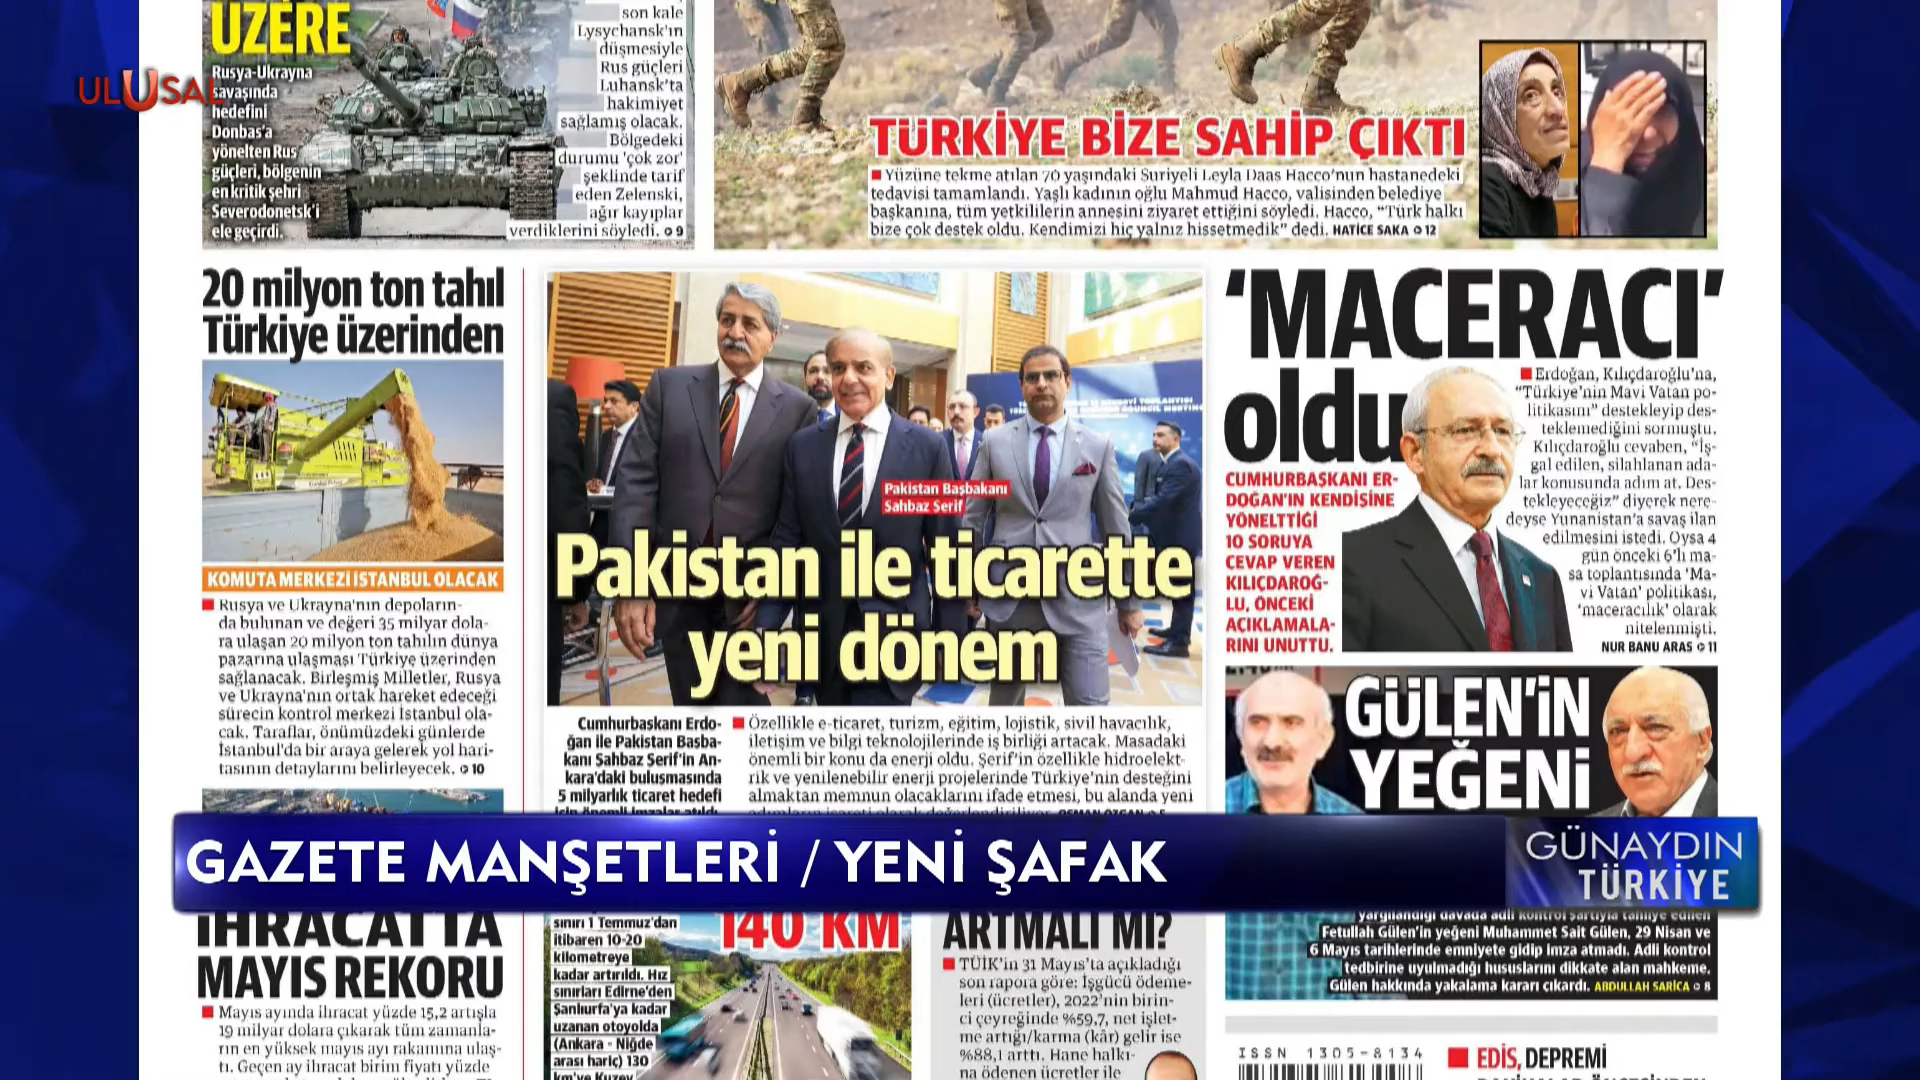 ULUSAL
ÜZERE
Rusya-Ukrayna
savaşında
hedefini
Donbas'a
yönelten Rus
güçleri, bölgenin
en kritik şehri
Severodonetsk'i
ele geçirdi.
son kale
Lysychansk'ın
düşmesiyle
Rus güçleri
Luhansk'ta
hakimiyet
sağlamış olacak.
Bölgedeki
durumu 'çok zor'
şeklinde tarif
eden Zelenski,
ağır kayıplar
verdiklerini söyledi. 9
TÜRKİYE BİZE SAHİP ÇIKTI
Yüzüne tekme atılan 70 yaşındaki Suriyeli Leyla Daas Hacco'nun hastanedeki
tedavisi tamamlandı. Yaşlı kadının oğlu Mahmud Hacco, valisinden belediye
başkanına, tüm yetkililerin annesini ziyaret ettiğini söyledi. Hacco, "Türk halkı
bize çok destek oldu. Kendimizi hiç yalnız hissetmedik" dedi. HATİCE SAKA 12
20 milyon ton tahıl
Türkiye üzerinden
KOMUTA MERKEZİ İSTANBUL OLACAK
Rusya ve Ukrayna'nın depoların-
da bulunan ve değeri 35 milyar dola-
ra ulaşan 20 milyon ton tahılın dünya
pazarına ulaşması Türkiye üzerinden
sağlanacak. Birleşmiş Milletler, Rusya
ve Ukrayna'nın ortak hareket edeceği
sürecin kontrol merkezi İstanbul ola-
cak. Taraflar, önümüzdeki günlerde
İstanbul'da bir araya gelerek yol hari-
tasının detaylarını belirleyecek. 10
Pakistan Başbakanı
Şahbaz Şerif
Pakistan ile ticarette
yeni dönem
Cumhurbaşkanı Erdo-
ğan ile Pakistan Başba-
kanı Şahbaz Şerif'in An-
kara'daki buluşmasında
5 milyarlık ticaret hedefi
için önemli imzalar atıldı.
Özellikle e-ticaret, turizm, eğitim, lojistik, sivil havacılık,
iletişim ve bilgi teknolojilerinde iş birliği artacak. Masadaki
önemli bir konu da enerji oldu. Şerif'in özellikle hidroelekt-
rik ve yenilenebilir enerji projelerinde Türkiye'nin desteğini
almaktan memnun olacaklarını ifade etmesi, bu alanda yeni
'MACERACI'
oldu
CUMHURBAŞKANI ER-
DOĞAN'IN KENDİSİNE
YÖNELTTİĞİ
10 SORUYA
CEVAP VEREN
KILIÇDAROĞ-
LU, ÖNCEKİ
AÇIKLAMALA-
RINI UNUTTU.
Erdoğan, Kılıçdaroğlu'na,
"Türkiye'nin Mavi Vatan po-
litikasını" destekleyip des-
teklemediğini sormuştu.
Kılıçdaroğlu cevaben, "İş-
gal edilen, silahlanan ada-
lar konusunda adım at. Des-
tekleyeceğiz" diyerek nere-
deyse Yunanistan'a savaş ilan
edilmesini istedi. Oysa 4
gün önceki 6'lı ma-
sa toplantısında 'Ma-
vi Vatan' politikası,
'maceracılık' olarak
nitelenmişti.
NUR BANU ARAS 11
GÜLEN'İN
YEĞENİ
GAZETE MANŞETLERİ / YENİ ŞAFAK
GÜNAYDIN
TÜRKİYE
İHRACATTA
MAYIS REKORU
Mayıs ayında ihracat yüzde 15,2 artışla
19 milyar dolara çıkarak tüm zamanla-
rın en yüksek mayıs ayı rakamına ulaş-
tı. Geçen ay ihracat birim fiyatı yüzde
sınırı 1 Temmuz'dan
itibaren 10-20
kilometreye
kadar artırıldı. Hız
sınırları Edirne'den
Şanlıurfa'ya kadar
uzanan otoyolda
(Ankara - Niğde
arası hariç) 130
km'ye Kuzey
140 KM
ARTMALI MI?
TÜİK'in 31 Mayıs'ta açıkladığı
son rapora göre: İşgücü ödeme-
leri (ücretler), 2022'nin birin-
ci çeyreğinde %59,7, net işlet-
me artığı/karma (kâr) gelir ise
%88,1 arttı. Hane halkı-
na ödenen ücretler ile
yargılandığı davada adli kontrol şartıyla tahliye edilen
Fetullah Gülen'in yeğeni Muhammet Sait Gülen, 29 Nisan ve
6 Mayıs tarihlerinde emniyete gidip imza atmadı. Adli kontrol
tedbirine uyulmadığı hususlarını dikkate alan mahkeme,
Gülen hakkında yakalama kararı çıkardı. ABDULLAH SARICA 8
ISSN 1305-8134
EDİS, DEPREMİ